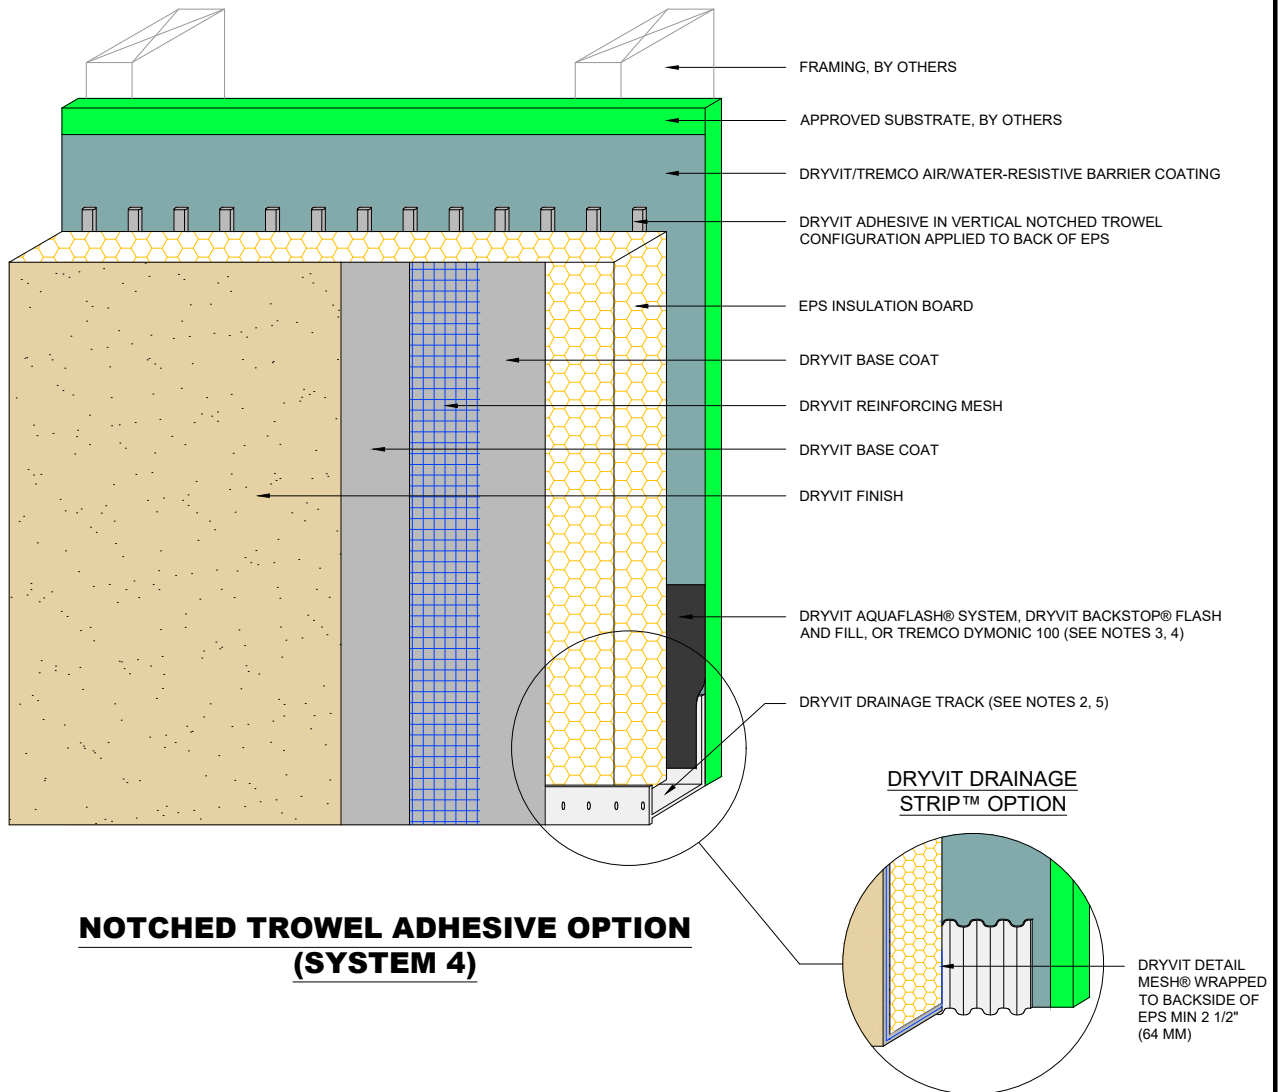 FRAMING, BY OTHERS
APPROVED SUBSTRATE, BY OTHERS
DRYVIT/TREMCO AIR/WATER-RESISTIVE BARRIER COATING
DRYVIT ADHESIVE IN VERTICAL NOTCHED TROWEL
CONFIGURATION APPLIED TO BACK OF EPS
EPS INSULATION BOARD
DRYVIT BASE COAT
DRYVIT REINFORCING MESH
DRYVIT BASE COAT
DRYVIT FINISH
DRYVIT AQUAFLASH® SYSTEM, DRYVIT BACKSTOP® FLASH
AND FILL, OR TREMCO DYMONIC 100 (SEE NOTES 3, 4)
DRYVIT DRAINAGE TRACK (SEE NOTES 2, 5)
DRYVIT DRAINAGE
STRIP™ OPTION
NOTCHED TROWEL ADHESIVE OPTION
(SYSTEM 4)
DRYVIT DETAIL
MESH® WRAPPED
TO BACKSIDE OF
EPS MIN 2 1/2"
(64 MM)